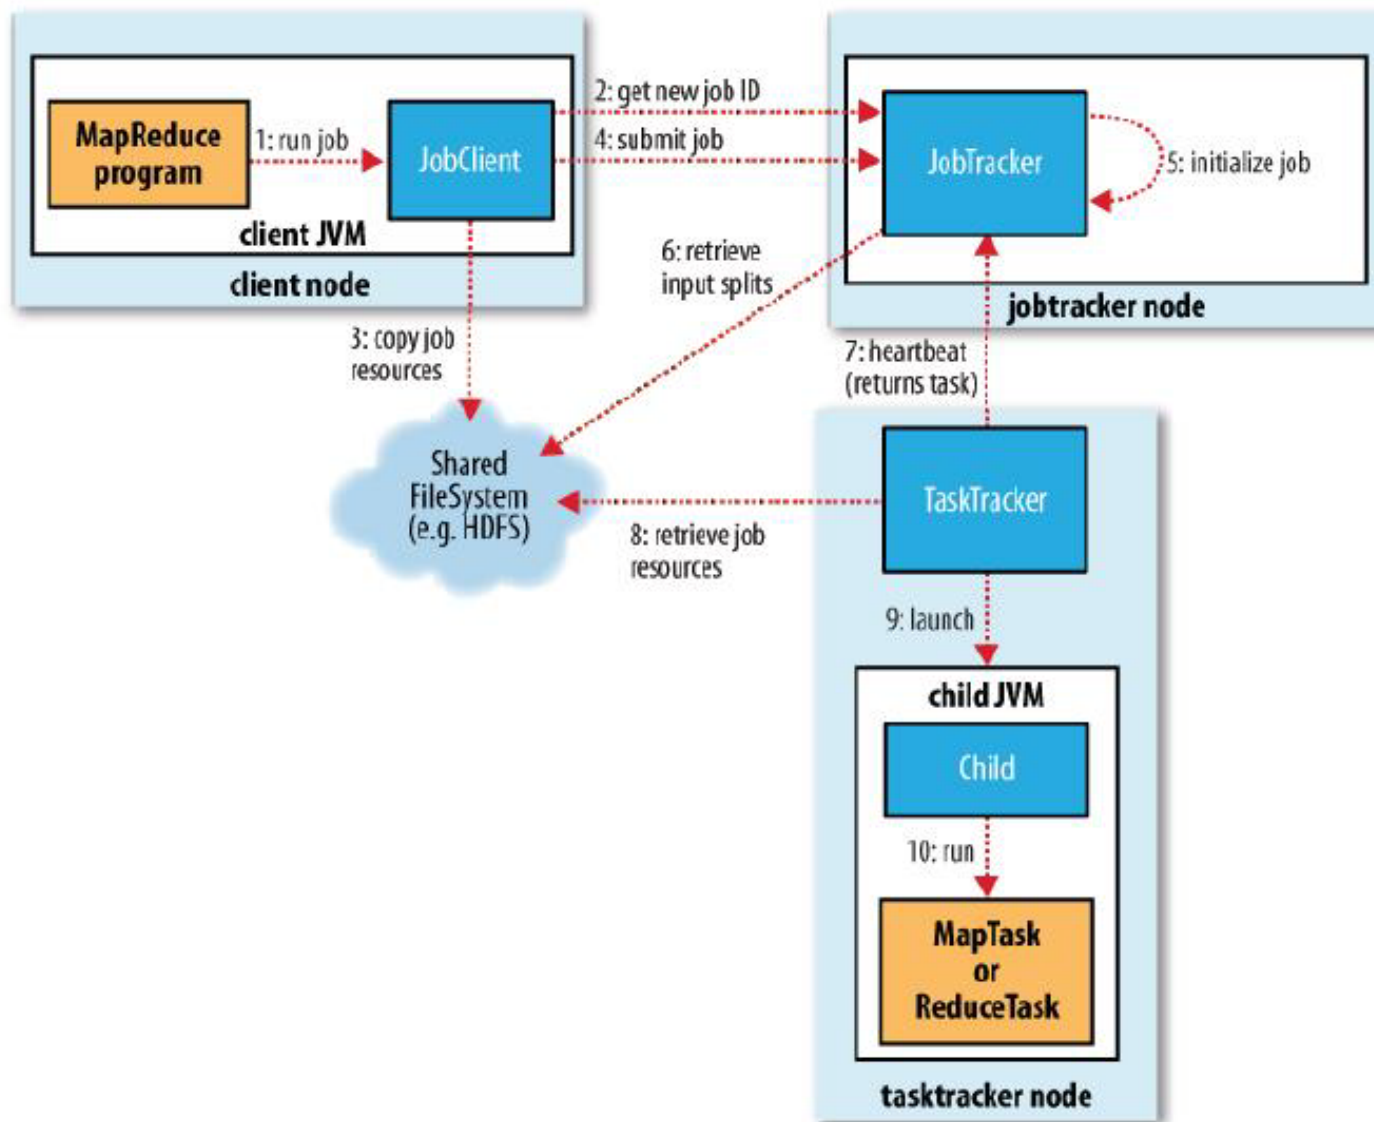 MapReduce
program
1: run job
JobClient
client JVM
client node
2: get new job ID
4: submit job
JobTracker
5: initialize job
jobtracker node
6: retrieve
input splits
3: copy job
resources
7: heartbeat
(returns task)
Shared
FileSystem
(e.g. HDFS)
8: retrieve job
resources
TaskTracker
9: launch
child JVM
Child
10: run
MapTask
or
ReduceTask
tasktracker node